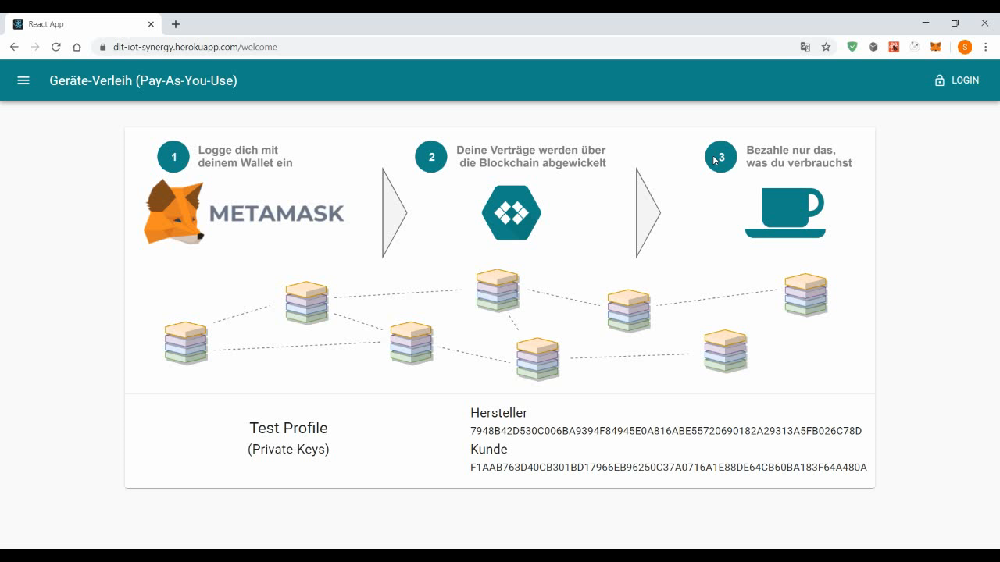 React App
dlt-iot-synergy.herokuapp.com/welcome
S
Geräte-Verleih (Pay-As-You-Use)
LOGIN
1
Logge dich mit
deinem Wallet ein
2
Deine Verträge werden über
die Blockchain abgewickelt
3
Bezahle nur das,
was du verbrauchst
METAMASK
Test Profile
(Private-Keys)
Hersteller
7948B42D530C006BA9394F84945E0A816ABE55720690182A29313A5FB026C78D
Kunde
F1AAB763D40CB301BD17966EB96250C37A0716A1E88DE64CB60BA183F64A480A